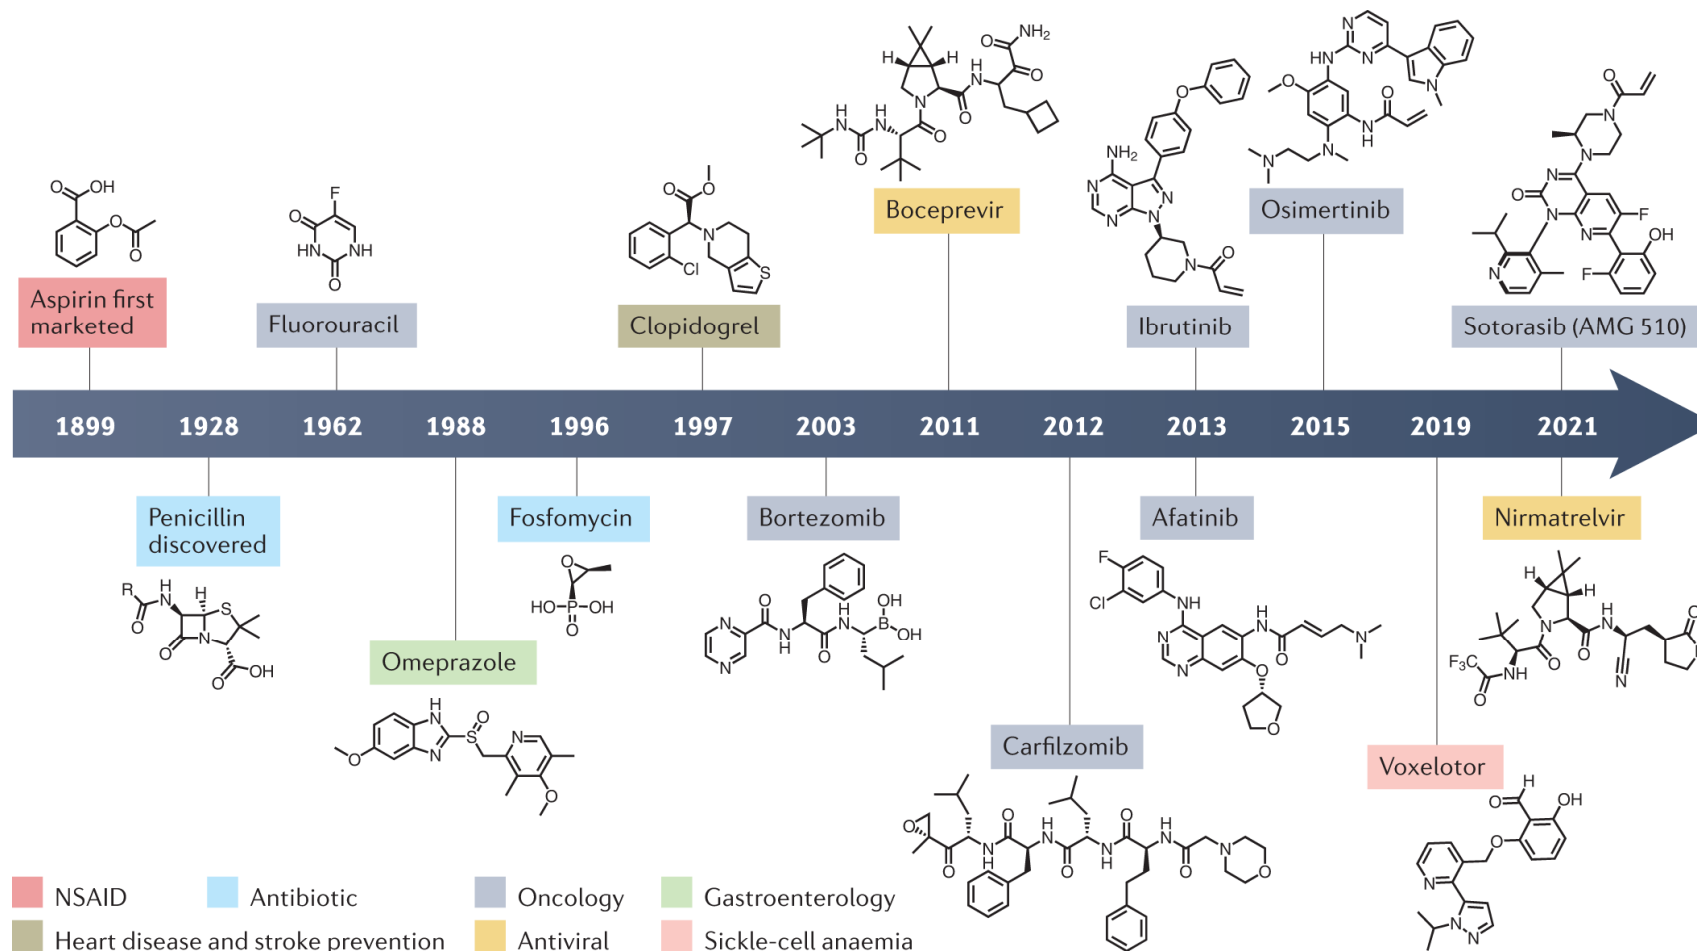 Aspirin first
marketed
Fluorouracil
Clopidogrel
Boceprevir
Ibrutinib
Osimertinib
Sotorasib (AMG 510)
1899 1928 1962 1988 1996 1997 2003 2011 2012 2013 2015 2019 2021
Penicillin
discovered
Omeprazole
Fosfomycin
Bortezomib
Carfilzomib
Afatinib
Voxelotor
Nirmatrelvir
NSAID
Antibiotic
Oncology
Gastroenterology
Heart disease and stroke prevention
Antiviral
Sickle-cell anaemia